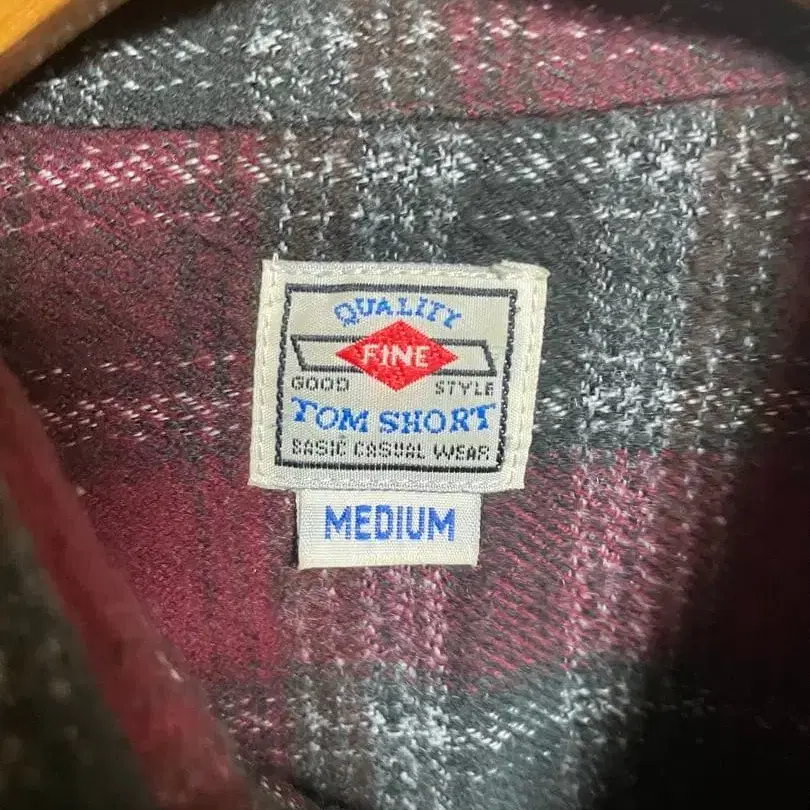 QUALITY
FINE
GOOD STYLE
TOM SHORT
BASIC CASUAL WEAR
MEDIUM